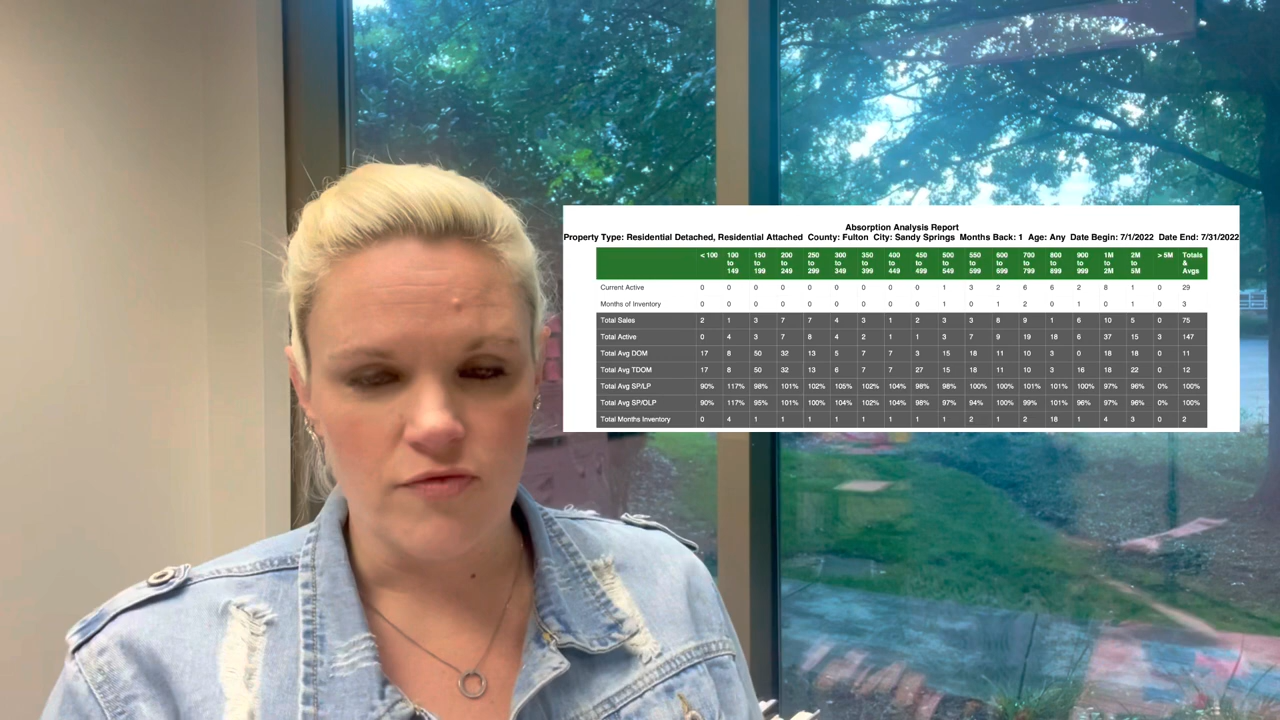 Absorption Analysis Report
Property Type: Residential Detached, Residential Attached County: Fulton City: Sandy Springs Months Back: 1 Age: Any Date Begin: 7/1/2022 Date End: 7/31/2022
< 100 100 to 149 150 to 199 200 to 249 250 to 299 300 to 349 350 to 399 400 to 449 450 to 499 500 to 549 550 to 599 600 to 699 700 to 799 800 to 899 900 to 999 1M to 2M 2M to 5M > 5M Totals & Avgs
Current Active 0 0 0 0 0 0 0 0 0 1 3 2 6 6 2 8 1 0 29
Months of Inventory 0 0 0 0 0 0 0 0 0 1 0 1 2 0 1 0 1 0 3
Total Sales 2 1 3 7 7 4 3 1 2 3 3 8 9 1 6 10 5 0 75
Total Active 0 4 3 7 8 4 2 1 1 3 7 9 19 18 6 37 15 3 147
Total Avg DOM 17 8 50 32 13 5 7 7 3 15 18 11 10 3 0 18 18 0 11
Total Avg TDOM 17 8 50 32 13 6 7 7 27 15 18 11 10 3 16 18 22 0 12
Total Avg SP/LP 90% 117% 98% 101% 102% 105% 102% 104% 98% 98% 100% 100% 101% 101% 100% 97% 96% 0% 100%
Total Avg SP/OLP 90% 117% 95% 101% 100% 104% 102% 104% 98% 97% 94% 100% 99% 101% 96% 97% 96% 0% 100%
Total Months Inventory 0 4 1 1 1 1 1 1 1 1 2 1 2 18 1 4 3 0 2